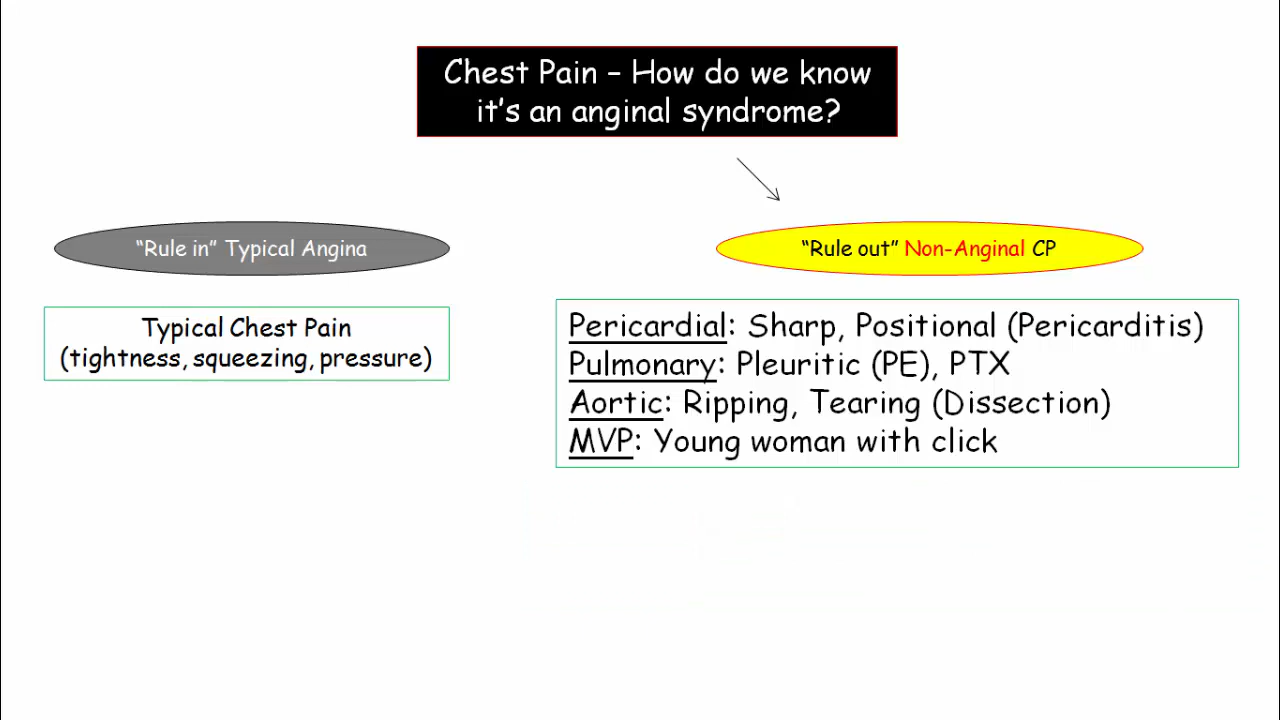 Chest Pain – How do we know
it's an anginal syndrome?
“Rule in” Typical Angina
“Rule out” Non-Anginal CP
Typical Chest Pain
(tightness, squeezing, pressure)
Pericardial: Sharp, Positional (Pericarditis)
Pulmonary: Pleuritic (PE), PTX
Aortic: Ripping, Tearing (Dissection)
MVP: Young woman with click